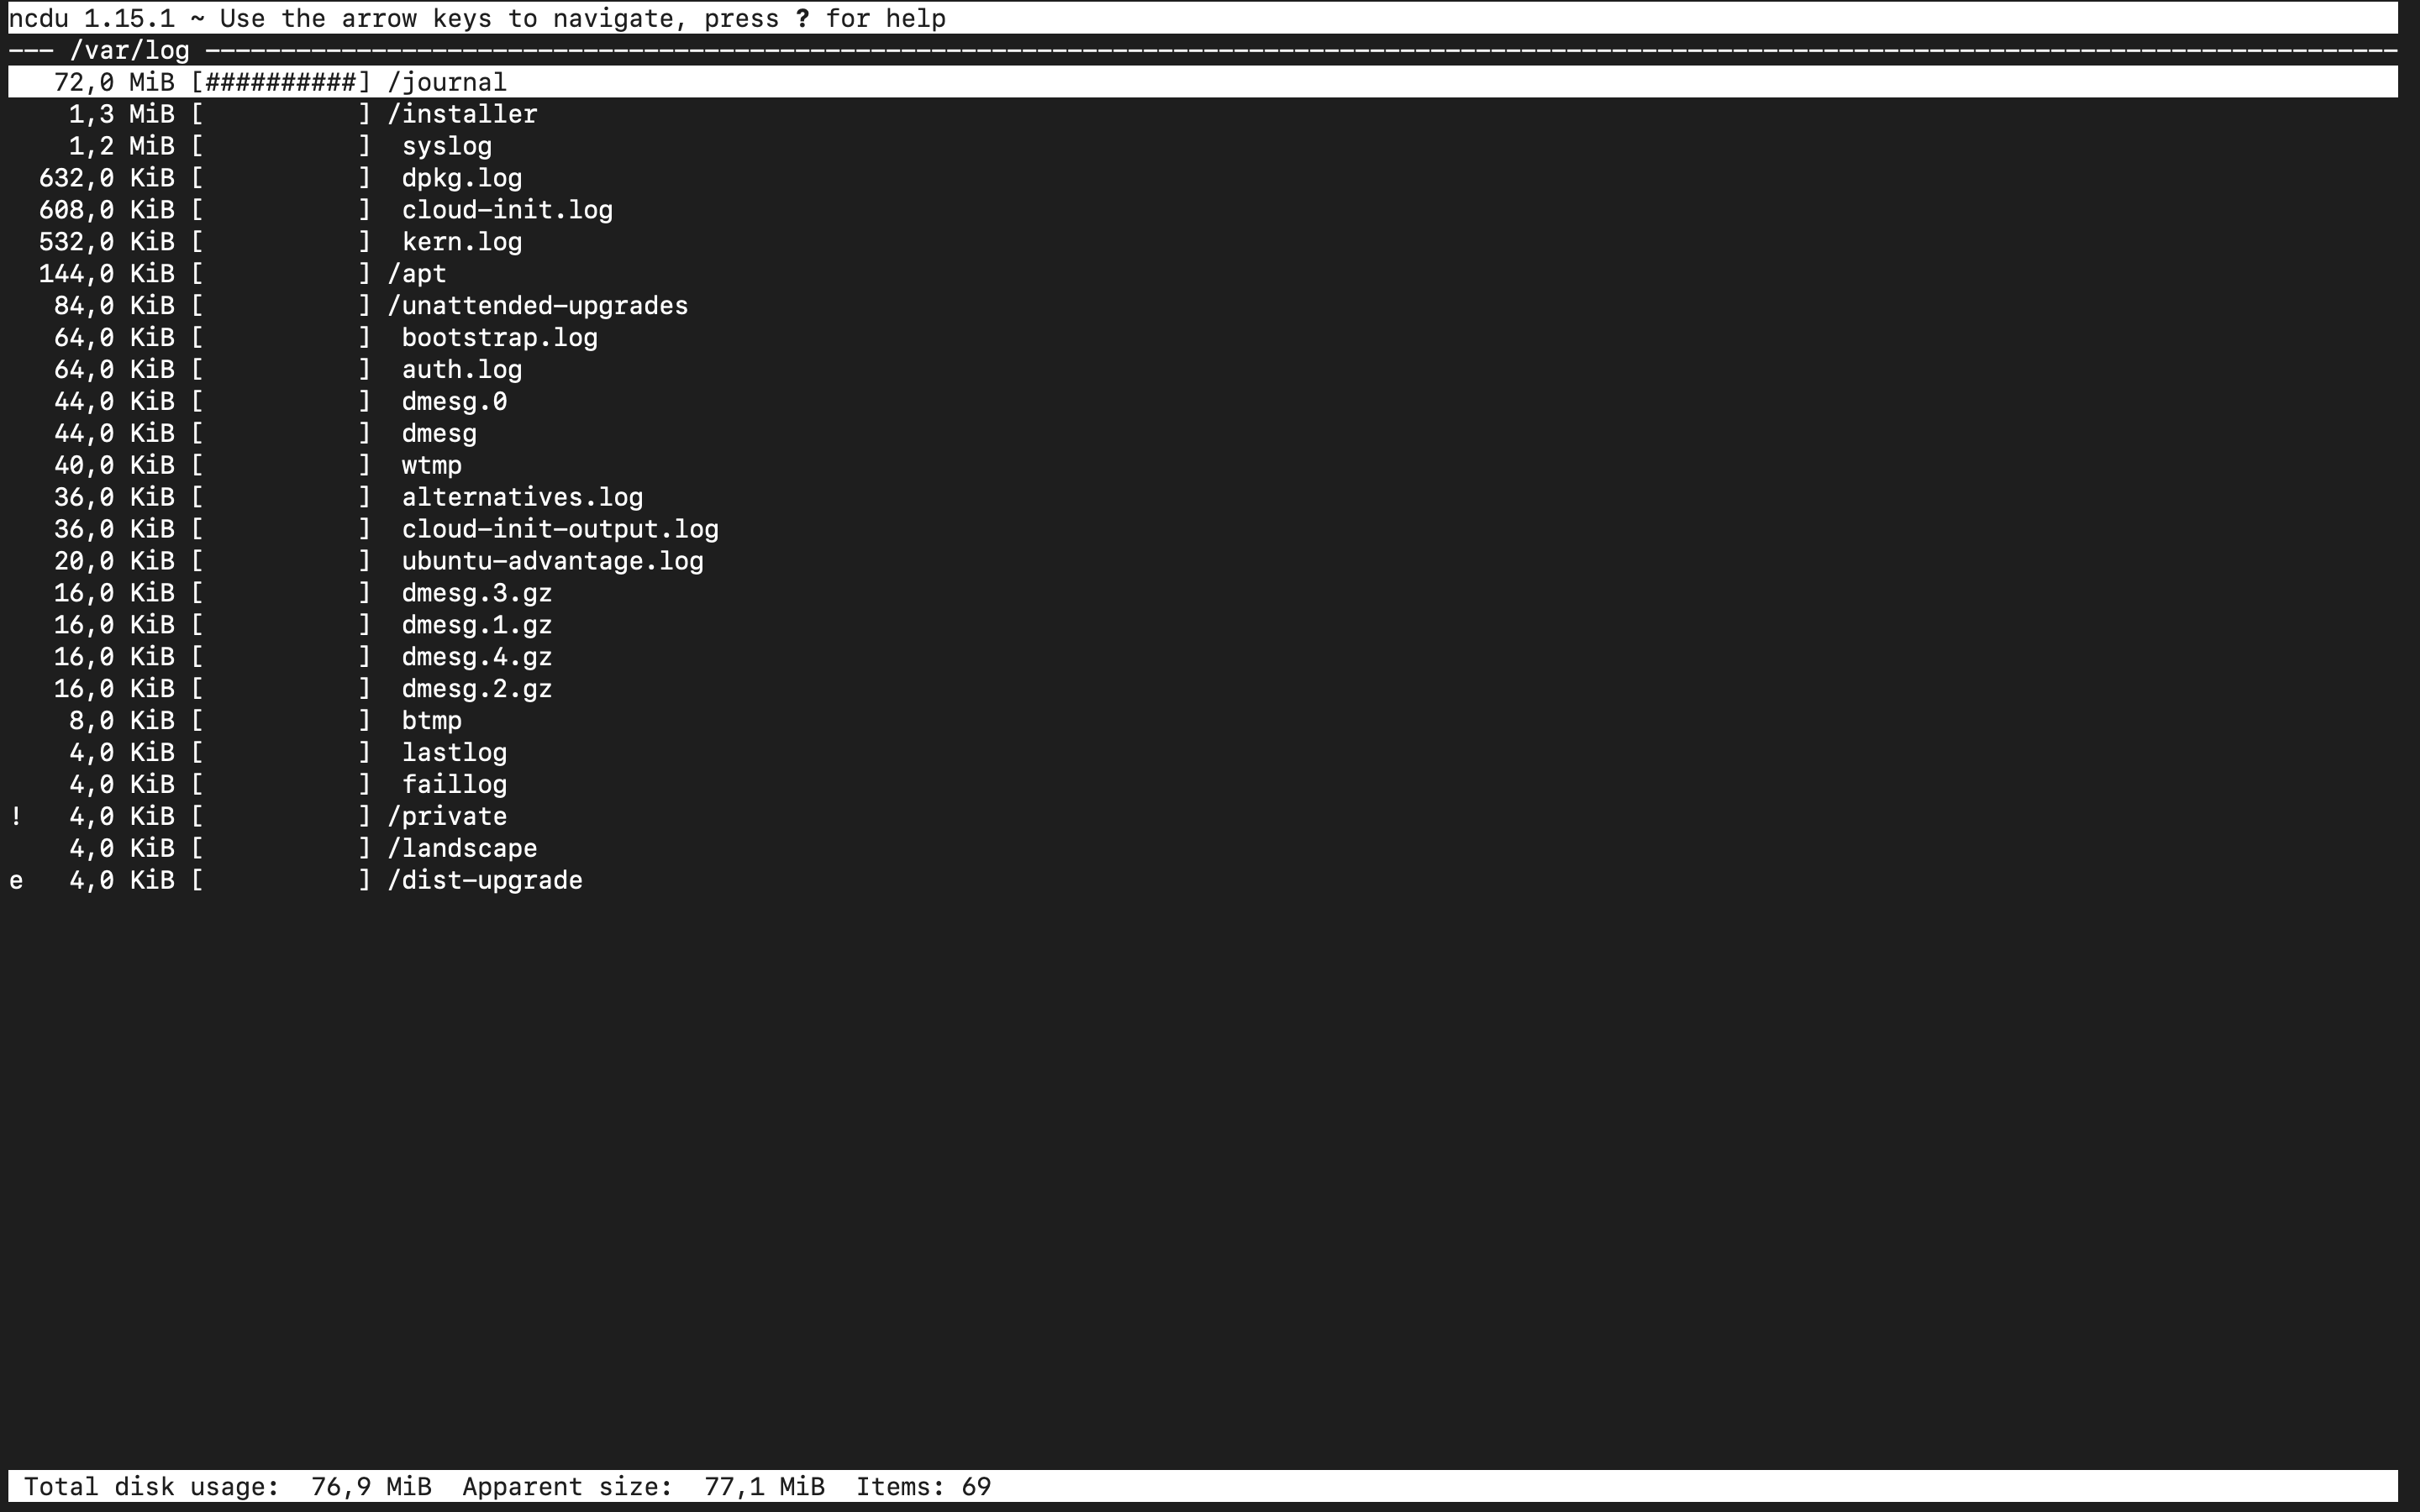 ncdu 1.15.1 ~ Use the arrow keys to navigate, press ? for help
--- /var/log --------------------------------------------------------------------------------------------------------------------------------------------------
   72,0 MiB [##########] /journal
    1,3 MiB [          ] /installer
    1,2 MiB [          ]  syslog
  632,0 KiB [          ]  dpkg.log
  608,0 KiB [          ]  cloud-init.log
  532,0 KiB [          ]  kern.log
  144,0 KiB [          ] /apt
   84,0 KiB [          ] /unattended-upgrades
   64,0 KiB [          ]  bootstrap.log
   64,0 KiB [          ]  auth.log
   44,0 KiB [          ]  dmesg.0
   44,0 KiB [          ]  dmesg
   40,0 KiB [          ]  wtmp
   36,0 KiB [          ]  alternatives.log
   36,0 KiB [          ]  cloud-init-output.log
   20,0 KiB [          ]  ubuntu-advantage.log
   16,0 KiB [          ]  dmesg.3.gz
   16,0 KiB [          ]  dmesg.1.gz
   16,0 KiB [          ]  dmesg.4.gz
   16,0 KiB [          ]  dmesg.2.gz
    8,0 KiB [          ]  btmp
    4,0 KiB [          ]  lastlog
    4,0 KiB [          ]  faillog
!   4,0 KiB [          ] /private
    4,0 KiB [          ] /landscape
e   4,0 KiB [          ] /dist-upgrade
 Total disk usage:  76,9 MiB  Apparent size:  77,1 MiB  Items: 69